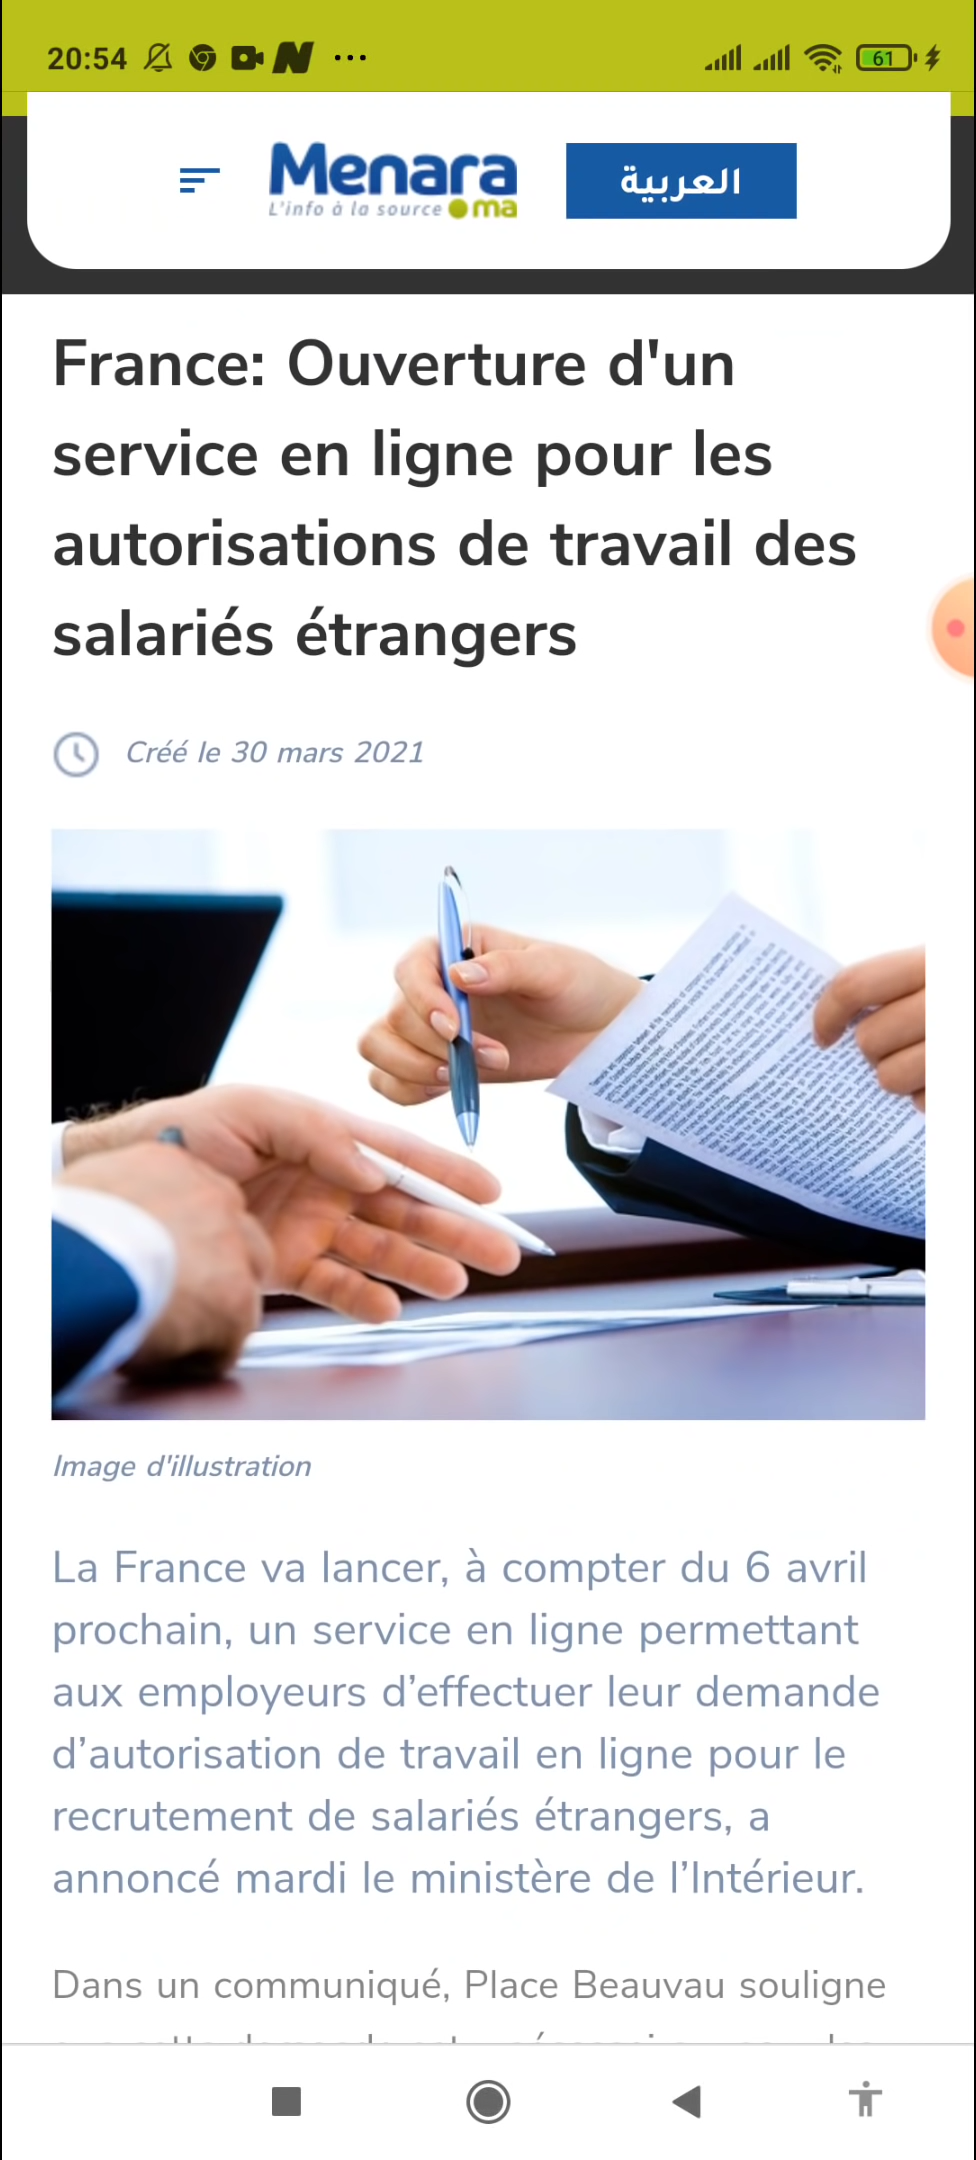 20:54
61
Menara
L'info à la source ma
العربية
France: Ouverture d'un
service en ligne pour les
autorisations de travail des
salariés étrangers
Créé le 30 mars 2021
Image d'illustration
La France va lancer, à compter du 6 avril
prochain, un service en ligne permettant
aux employeurs d’effectuer leur demande
d’autorisation de travail en ligne pour le
recrutement de salariés étrangers, a
annoncé mardi le ministère de l’Intérieur.
Dans un communiqué, Place Beauvau souligne